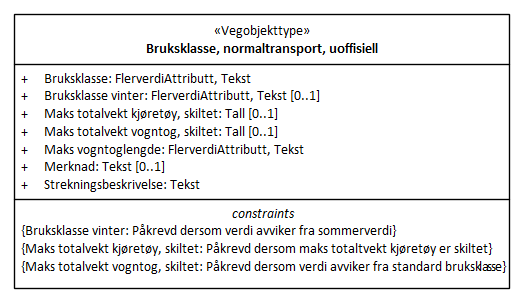 «Vegobjekttype»
Bruksklasse, normaltransport, uoffisiell
+ Bruksklasse: FlerverdiAttributt, Tekst
+ Bruksklasse vinter: FlerverdiAttributt, Tekst [0..1]
+ Maks totalvekt kjøretøy, skiltet: Tall [0..1]
+ Maks totalvekt vogntog, skiltet: Tall [0..1]
+ Maks vogntoglengde: FlerverdiAttributt, Tekst
+ Merknad: Tekst [0..1]
+ Strekningsbeskrivelse: Tekst
constraints
{Bruksklasse vinter: Påkrevd dersom verdi avviker fra sommerverdi}
{Maks totalvekt kjøretøy, skiltet: Påkrevd dersom maks totaltvekt kjøretøy er skiltet}
{Maks totalvekt vogntog, skiltet: Påkrevd dersom verdi avviker fra standard bruksklasse}